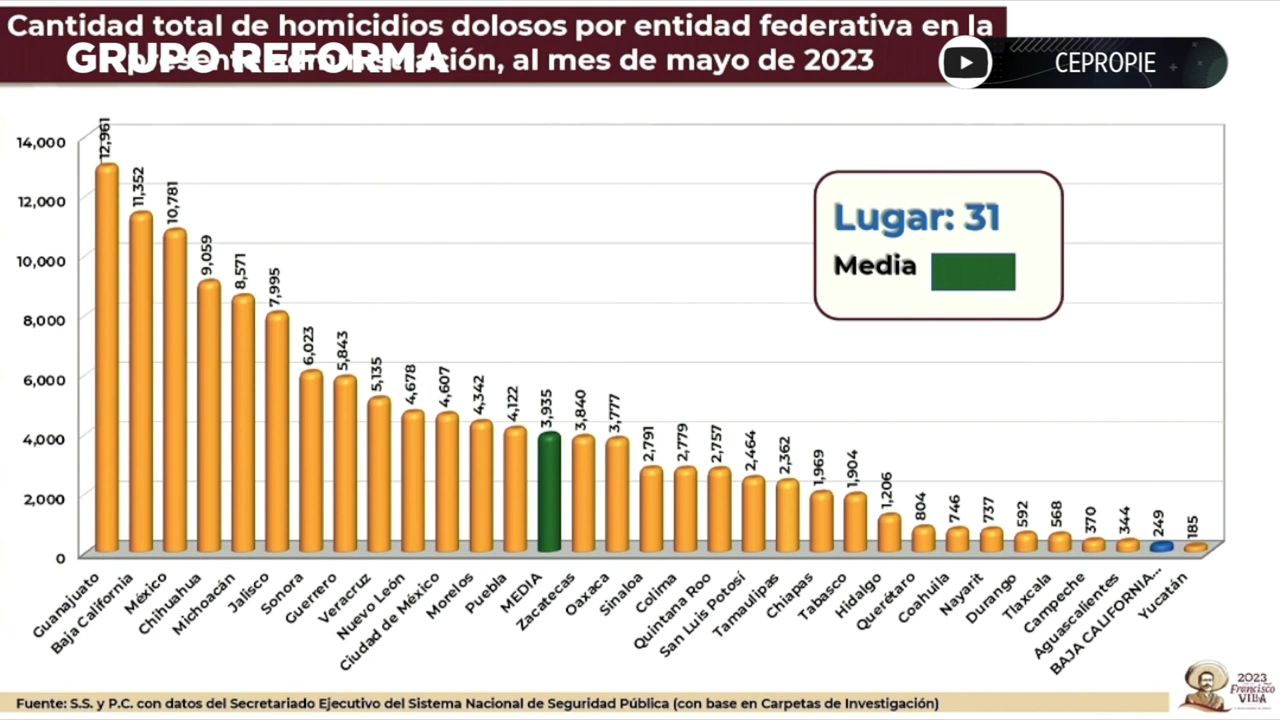 Cantidad total de homicidios dolosos por entidad federativa en la
presente administración, al mes de mayo de 2023
GRUPO REFORMA
CEPROPIE
14,000
12,000
10,000
8,000
6,000
4,000
2,000
0
12,961
11,352
10,781
9,059
8,571
7,995
6,023
5,843
5,135
4,678
4,607
4,342
4,122
3,935
3,840
3,777
2,791
2,779
2,757
2,464
2,362
1,969
1,904
1,206
804
746
737
592
568
370
344
249
185
Lugar: 31
Media
Guanajuato
Baja California
México
Chihuahua
Michoacán
Jalisco
Sonora
Guerrero
Veracruz
Nuevo León
Ciudad de México
Morelos
Puebla
MEDIA
Zacatecas
Oaxaca
Sinaloa
Colima
Quintana Roo
San Luis Potosí
Tamaulipas
Chiapas
Tabasco
Hidalgo
Querétaro
Coahuila
Nayarit
Durango
Tlaxcala
Campeche
Aguascalientes
BAJA CALIFORNIA...
Yucatán
Fuente: S.S. y P.C. con datos del Secretariado Ejecutivo del Sistema Nacional de Seguridad Pública (con base en Carpetas de Investigación)
2023
Francisco
VILLA